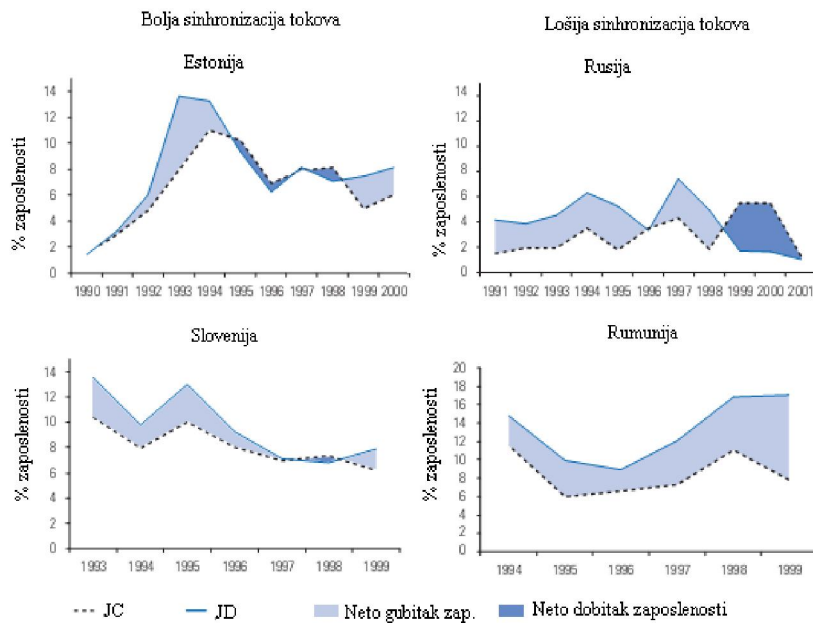 Bolja sinhronizacija tokova
Lošija sinhronizacija tokova
Estonija
% zaposlenosti
14
12
10
8
6
4
2
0
1990 1991 1992 1993 1994 1995 1996 1997 1998 1999 2000
Rusija
% zaposlenosti
14
12
10
8
6
4
2
0
1991 1992 1993 1994 1995 1996 1997 1998 1999 2000 2001
Slovenija
% zaposlenosti
14
12
10
8
6
4
2
0
1993 1994 1995 1996 1997 1998 1999
Rumunija
% zaposlenosti
20
18
16
14
12
10
8
6
4
2
0
1994 1995 1996 1997 1998 1999
JC JD Neto gubitak zap. Neto dobitak zaposlenosti